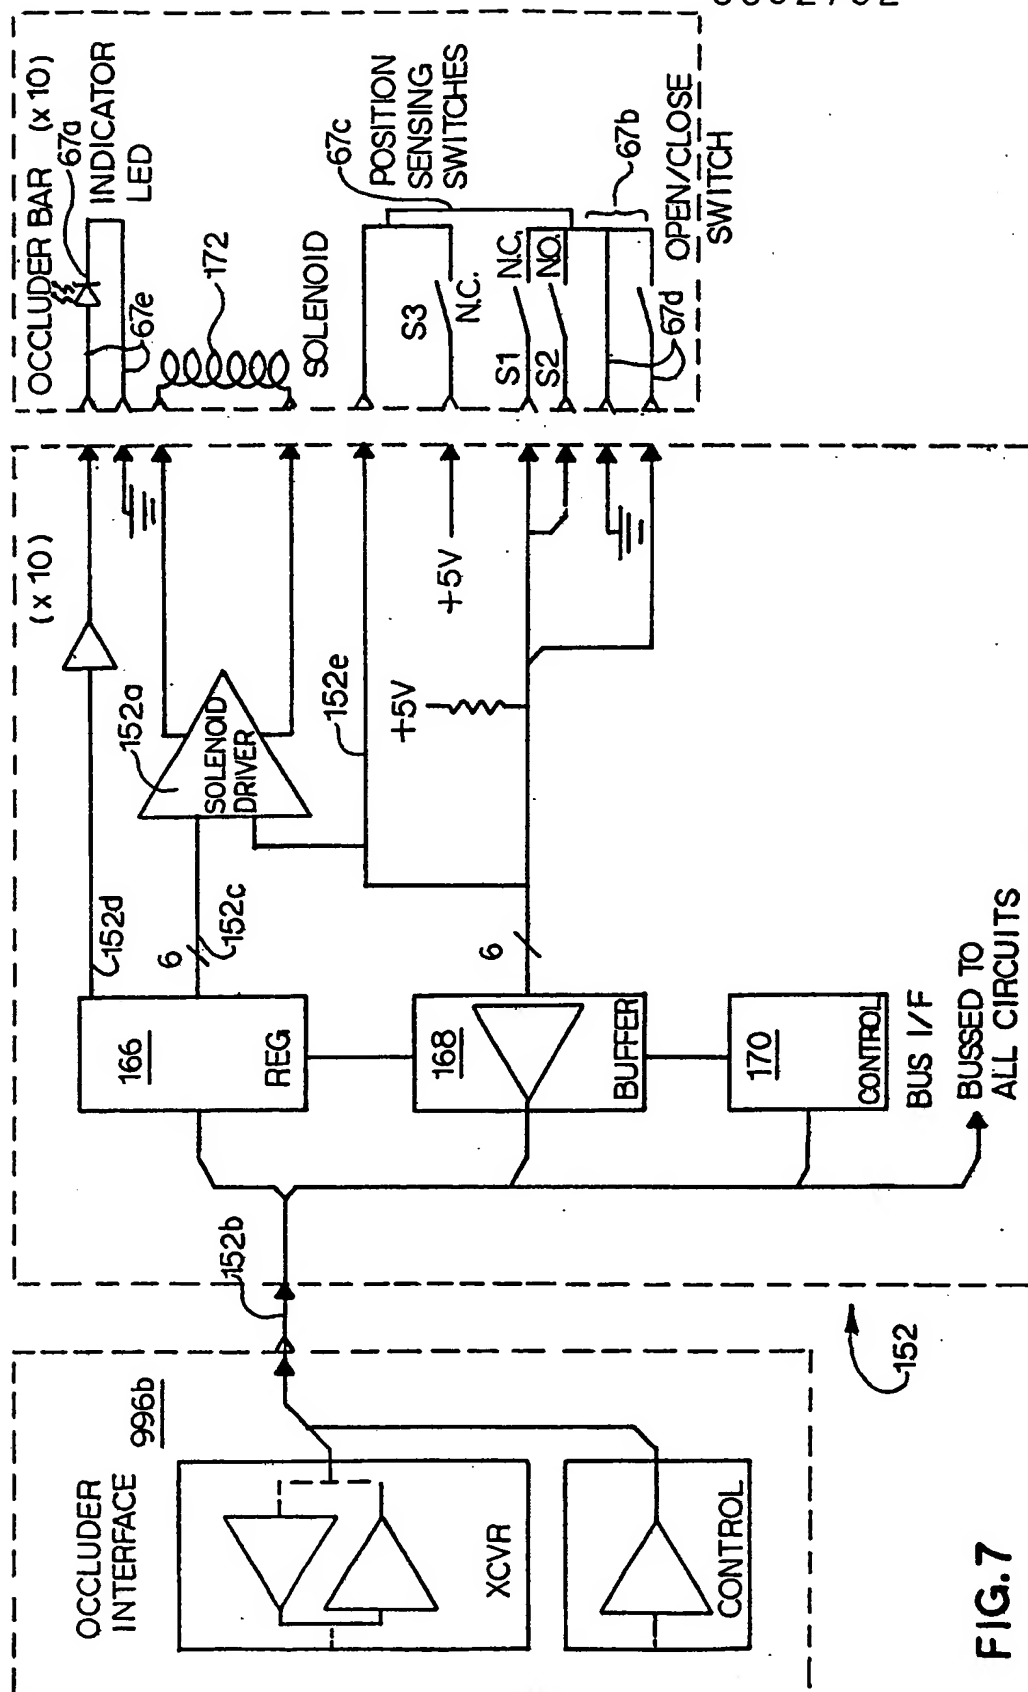 OCCLUDER BAR (x 10)
67a
INDICATOR
LED
67e
172
SOLENOID
67c
POSITION
SENSING
SWITCHES
S3
N.C.
S1
N.C.
S2
N.O.
67b
67d
OPEN/CLOSE
SWITCH
(x 10)
152a
SOLENOID
DRIVER
152e
+5V
+5V
152d
6
152c
6
166
REG
168
BUFFER
170
CONTROL
BUS I/F
BUSSED TO
ALL CIRCUITS
152b
152
OCCLUDER
INTERFACE
996b
XCVR
CONTROL
FIG.7